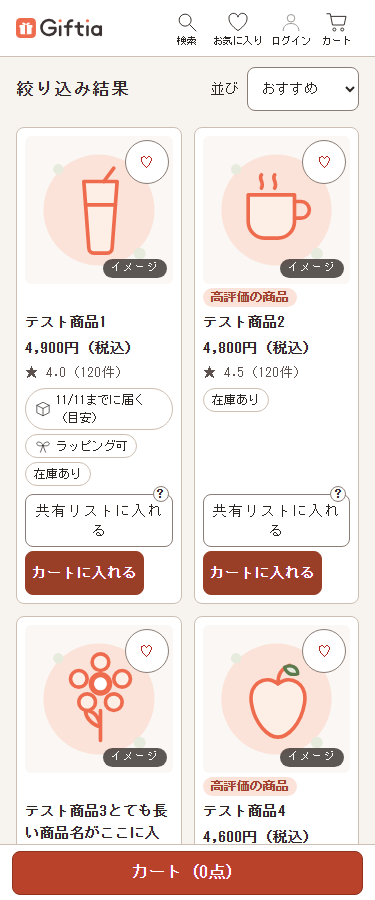 Giftia
検索
お気に入り
ログイン
カート
絞り込み結果
並び
おすすめ
イメージ
イメージ
高評価の商品
テスト商品1
テスト商品2
4,900円（税込）
4,800円（税込）
★ 4.0（120件）
★ 4.5（120件）
11/11までに届く
（目安）
在庫あり
ラッピング可
在庫あり
?
?
共有リストに入れ
る
共有リストに入れ
る
カートに入れる
カートに入れる
イメージ
イメージ
高評価の商品
テスト商品3とても長
い商品名がここに入
テスト商品4
4,600円（税込）
カート（0点）